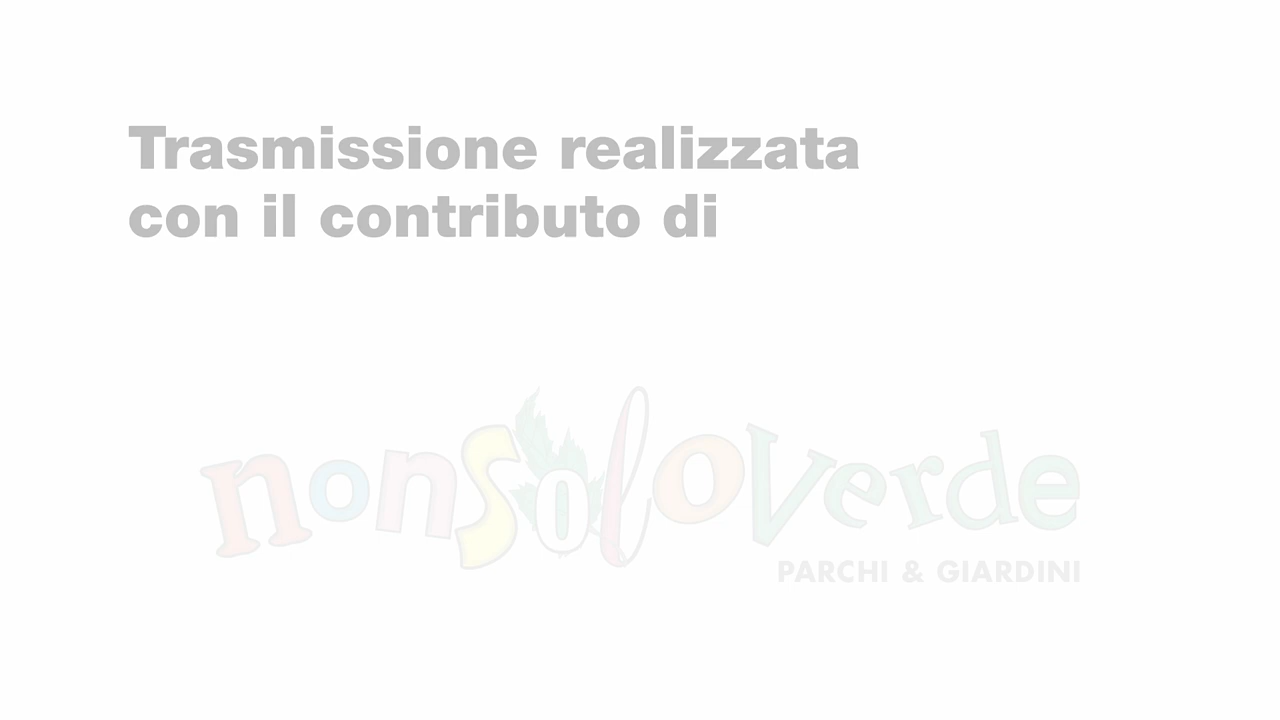 Trasmissione realizzata
con il contributo di
nonsoloverde
PARCHI & GIARDINI